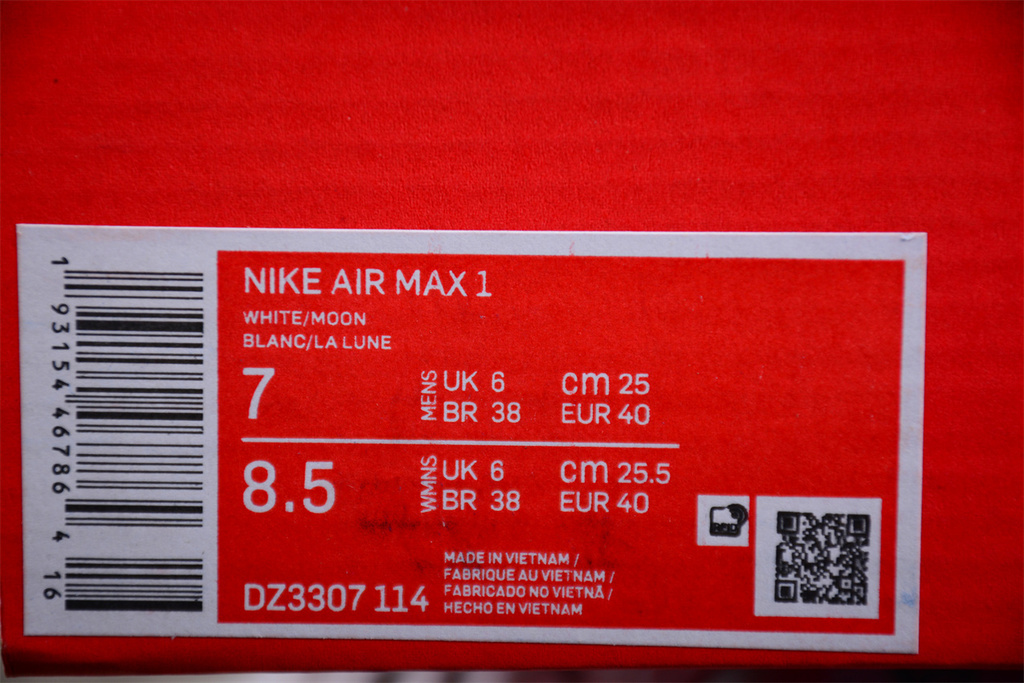 1 93154 46786 4 16
NIKE AIR MAX 1
WHITE/MOON
BLANC/LA LUNE
7 MENS UK 6 cm 25
BR 38 EUR 40
8.5 WMNS UK 6 cm 25.5
BR 38 EUR 40
MADE IN VIETNAM /
FABRIQUE AU VIETNAM /
FABRICADO NO VIETNÃ /
HECHO EN VIETNAM
DZ3307 114